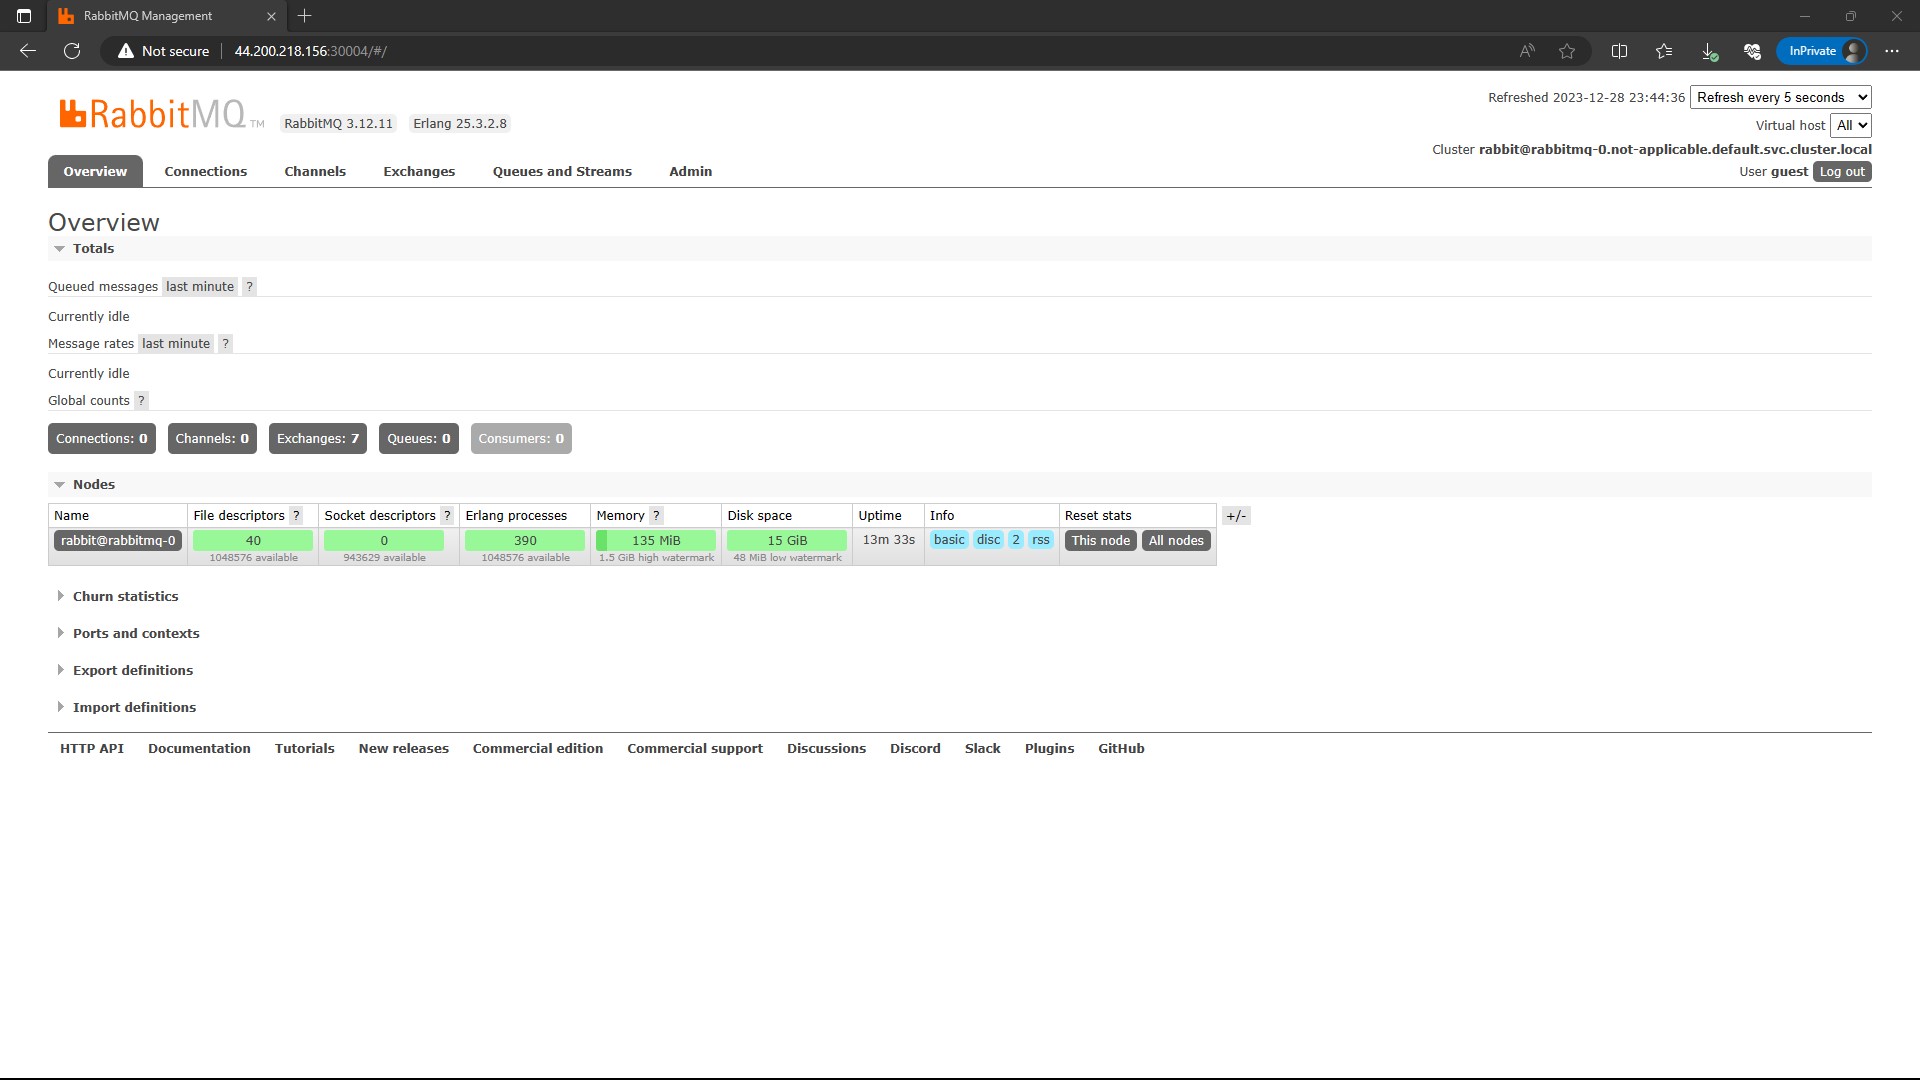 RabbitMQ Management
Not secure 44.200.218.156:30004/#/
InPrivate
RabbitMQ TM RabbitMQ 3.12.11 Erlang 25.3.2.8
Refreshed 2023-12-28 23:44:36 Refresh every 5 seconds
Virtual host All
Cluster rabbit@rabbitmq-0.not-applicable.default.svc.cluster.local
User guest Log out
Overview Connections Channels Exchanges Queues and Streams Admin
Overview
Totals
Queued messages last minute ?
Currently idle
Message rates last minute ?
Currently idle
Global counts ?
Connections: 0 Channels: 0 Exchanges: 7 Queues: 0 Consumers: 0
Nodes
Name File descriptors ? Socket descriptors ? Erlang processes Memory ? Disk space Uptime Info Reset stats +/-
rabbit@rabbitmq-0 40 0 390 135 MiB 15 GiB 13m 33s basic disc 2 rss This node All nodes
1048576 available 943629 available 1048576 available 1.5 GiB high watermark 48 MiB low watermark
Churn statistics
Ports and contexts
Export definitions
Import definitions
HTTP API Documentation Tutorials New releases Commercial edition Commercial support Discussions Discord Slack Plugins GitHub